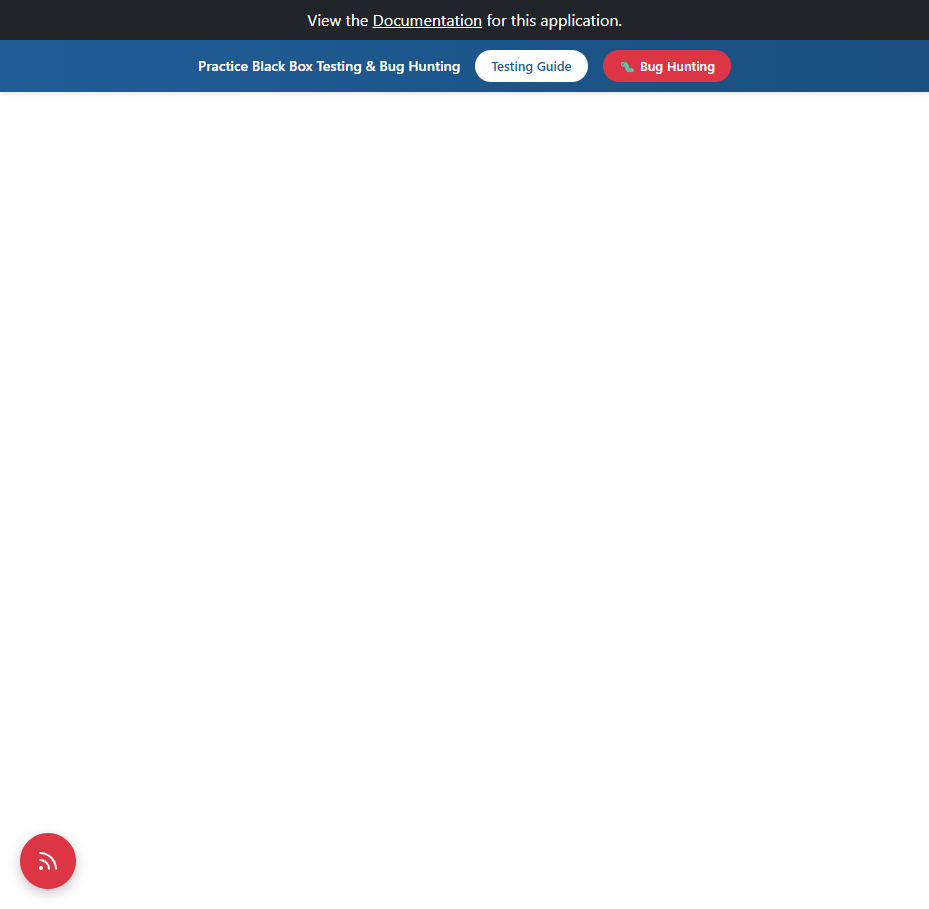 View the Documentation for this application.
Practice Black Box Testing & Bug Hunting
Testing Guide
Bug Hunting